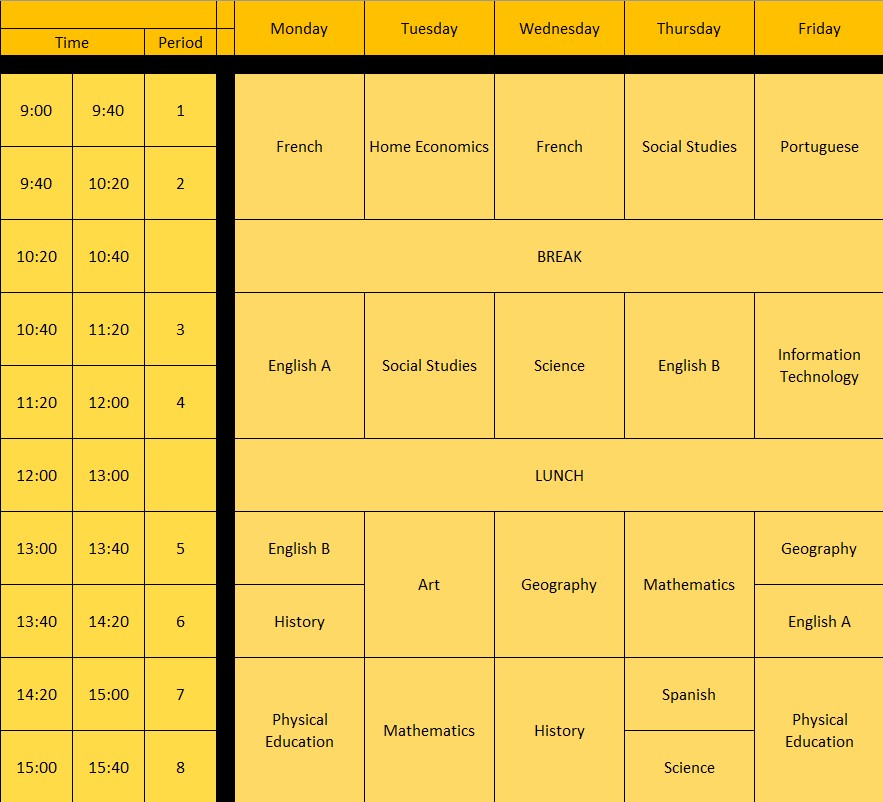 Monday Tuesday Wednesday Thursday Friday
Time Period
9:00 9:40 1
French Home Economics French Social Studies Portuguese
9:40 10:20 2
10:20 10:40 BREAK
10:40 11:20 3
English A Social Studies Science English B Information
Technology
11:20 12:00 4
12:00 13:00 LUNCH
13:00 13:40 5 English B Geography
Art Geography Mathematics
13:40 14:20 6 History English A
14:20 15:00 7 Spanish
Physical
Education Mathematics History Physical
Education
15:00 15:40 8 Science